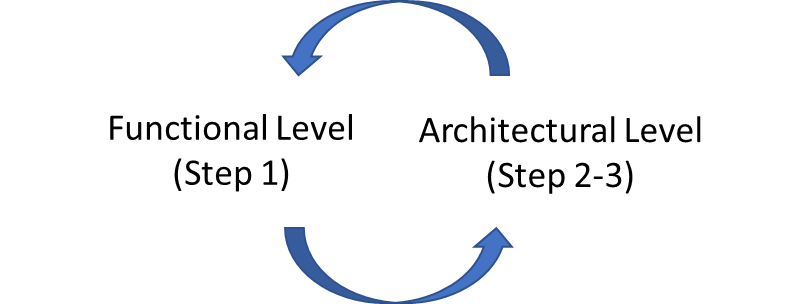 Functional Level
(Step 1)
Architectural Level
(Step 2-3)